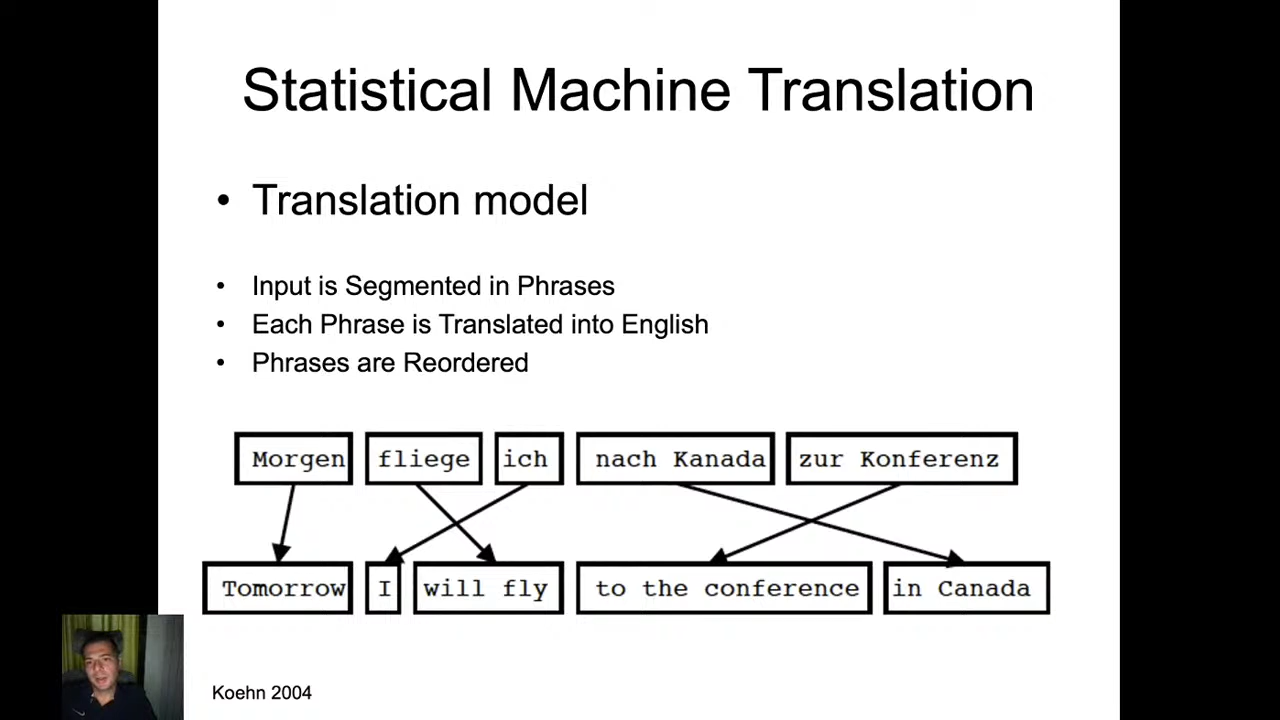 Statistical Machine Translation
• Translation model
• Input is Segmented in Phrases
• Each Phrase is Translated into English
• Phrases are Reordered
Morgen fliege ich nach Kanada zur Konferenz
Tomorrow I will fly to the conference in Canada
Koehn 2004